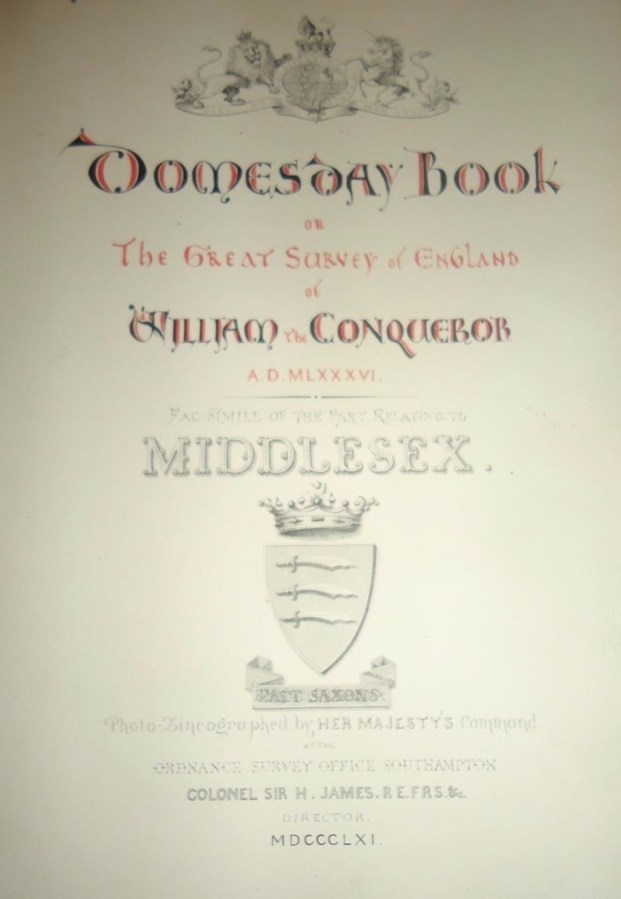 Domesday Book
or
The Great Survey of England
of
William the Conqueror
A.D. MLXXXVI.
Fac-simile of the Part Relating to
MIDDLESEX.
EAST SAXONS
Photo-Zincographed by HER MAJESTY'S Command
AT THE
ORDNANCE SURVEY OFFICE SOUTHAMPTON
COLONEL SIR H. JAMES. R.E. F.R.S. &c.
DIRECTOR.
MDCCCLXI.